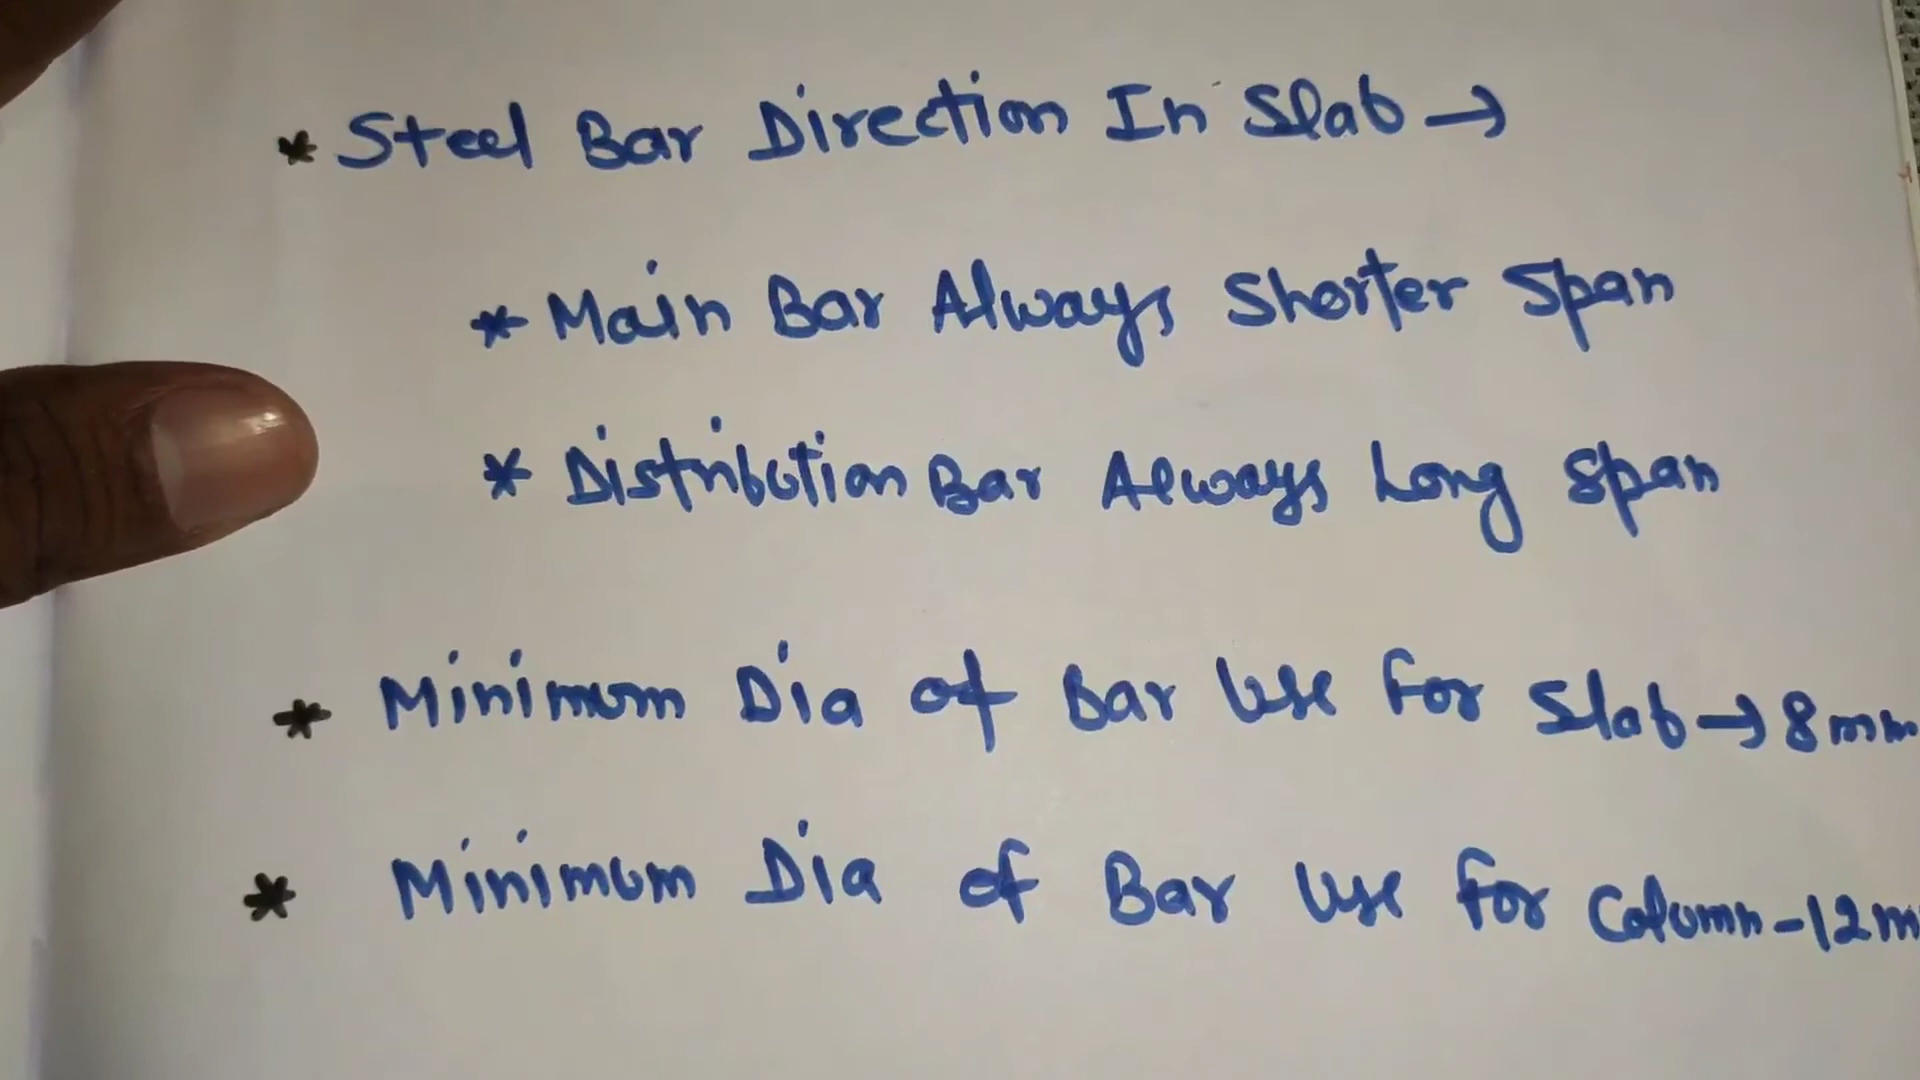 * Steel Bar Direction In Slab →
* Main Bar Always Shorter Span
* Distribution Bar Always Long Span
* Minimum Dia of Bar Use For Slab → 8mm
* Minimum Dia of Bar Use For Column - 12m